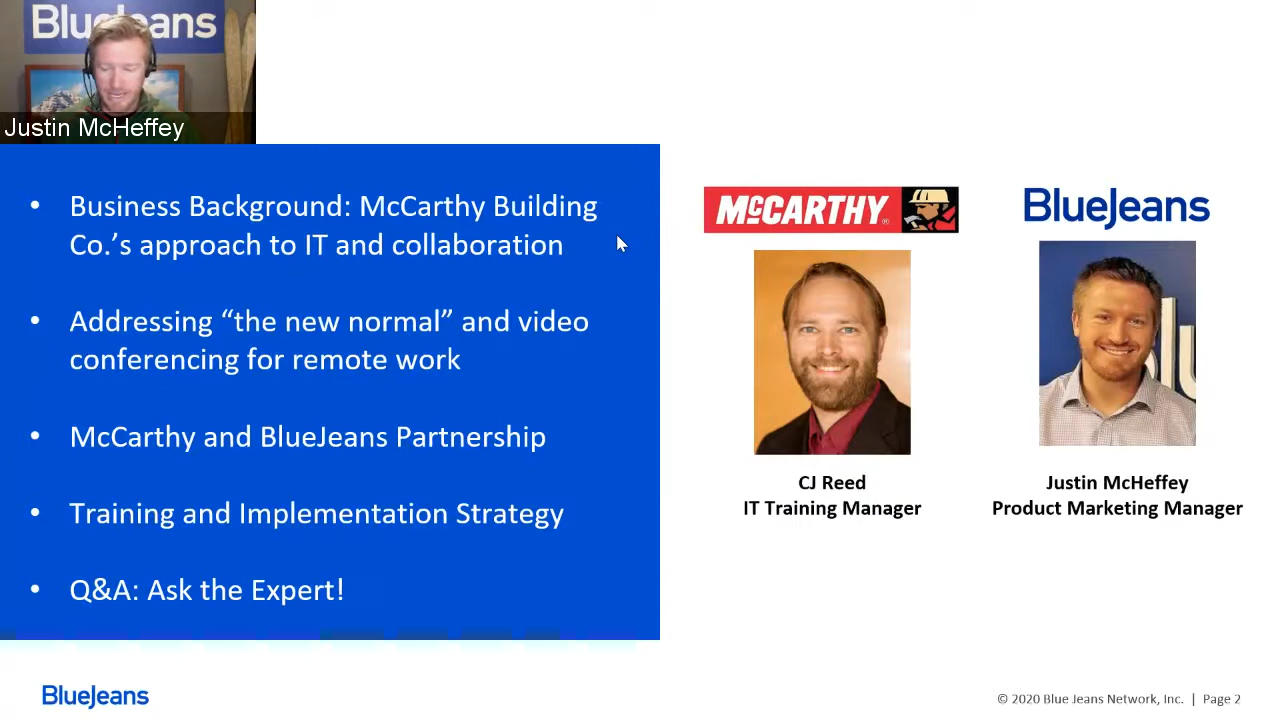 BlueJeans
Justin McHeffey
• Business Background: McCarthy Building
Co.’s approach to IT and collaboration
• Addressing “the new normal” and video
conferencing for remote work
• McCarthy and BlueJeans Partnership
• Training and Implementation Strategy
• Q&A: Ask the Expert!
McCARTHY®
CJ Reed
IT Training Manager
BlueJeans
blu
Justin McHeffey
Product Marketing Manager
BlueJeans
© 2020 Blue Jeans Network, Inc. | Page 2